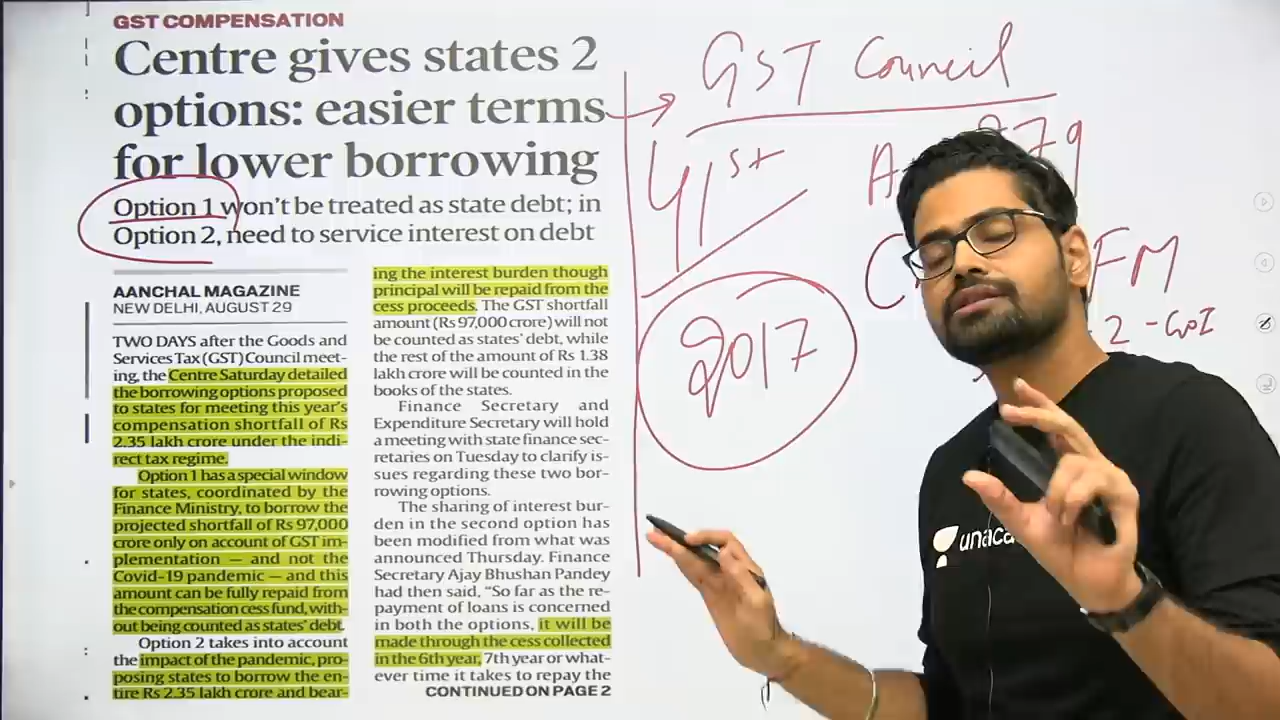 GST COMPENSATION
Centre gives states 2
options: easier terms
for lower borrowing
Option 1 won't be treated as state debt; in
Option 2, need to service interest on debt
AANCHAL MAGAZINE
NEW DELHI, AUGUST 29
TWO DAYS after the Goods and
Services Tax (GST) Council meet-
ing, the Centre Saturday detailed
the borrowing options proposed
to states for meeting this year's
compensation shortfall of Rs
2.35 lakh crore under the indi-
rect tax regime.
Option 1 has a special window
for states, coordinated by the
Finance Ministry, to borrow the
projected shortfall of Rs 97,000
crore only on account of GST im-
plementation — and not the
Covid-19 pandemic — and this
amount can be fully repaid from
the compensation cess fund, with-
out being counted as states' debt.
Option 2 takes into account
the impact of the pandemic, pro-
posing states to borrow the en-
tire Rs 2.35 lakh crore and bear-
ing the interest burden though
principal will be repaid from the
cess proceeds. The GST shortfall
amount (Rs 97,000 crore) will not
be counted as states' debt, while
the rest of the amount of Rs 1.38
lakh crore will be counted in the
books of the states.
Finance Secretary and
Expenditure Secretary will hold
a meeting with state finance sec-
retaries on Tuesday to clarify is-
sues regarding these two bor-
rowing options.
The sharing of interest bur-
den in the second option has
been modified from what was
announced Thursday. Finance
Secretary Ajay Bhushan Pandey
had then said, "So far as the re-
payment of loans is concerned
in both the options, it will be
made through the cess collected
in the 6th year, 7th year or what-
ever time it takes to repay the
CONTINUED ON PAGE 2
GST Council
41st
2017
FM
2 - GoI
unaca